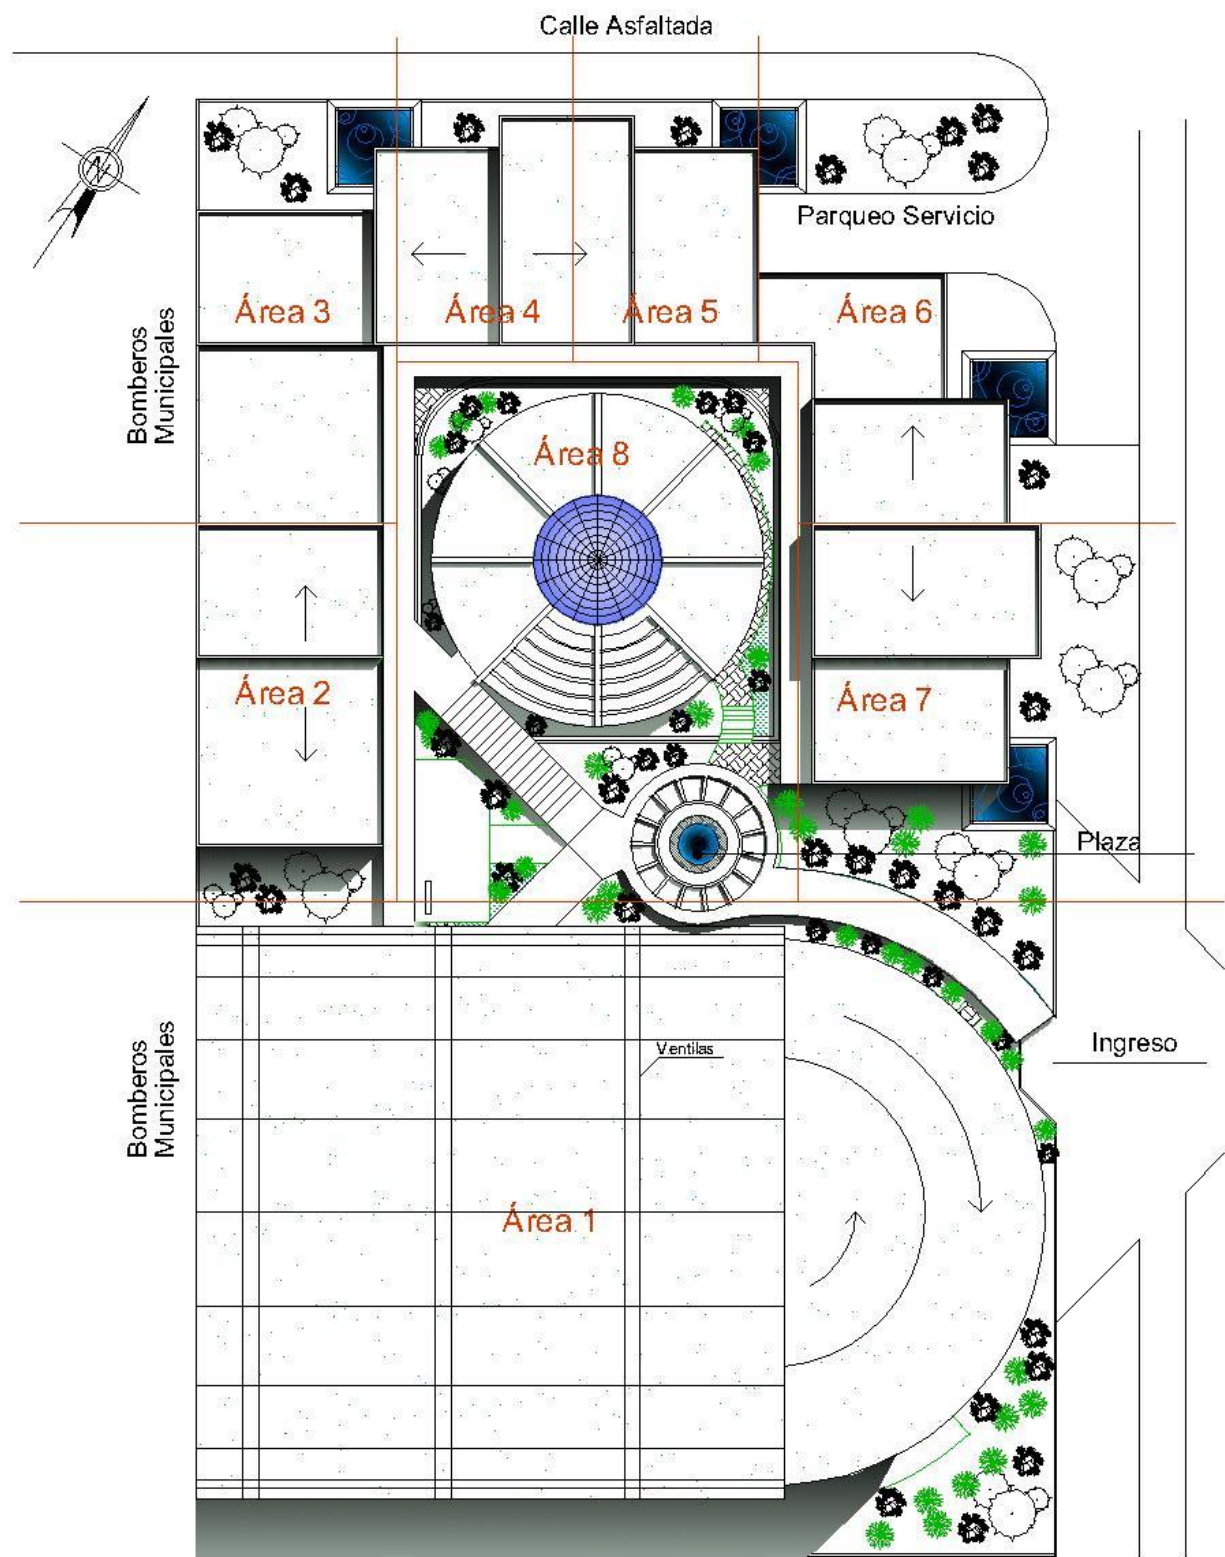 Calle Asfaltada
N
Parqueo Servicio
Área 3
Área 4
Área 5
Área 6
Bomberos
Municipales
Área 8
Área 2
Área 7
Plaza
Bomberos
Municipales
Ventilas
Ingreso
Área 1